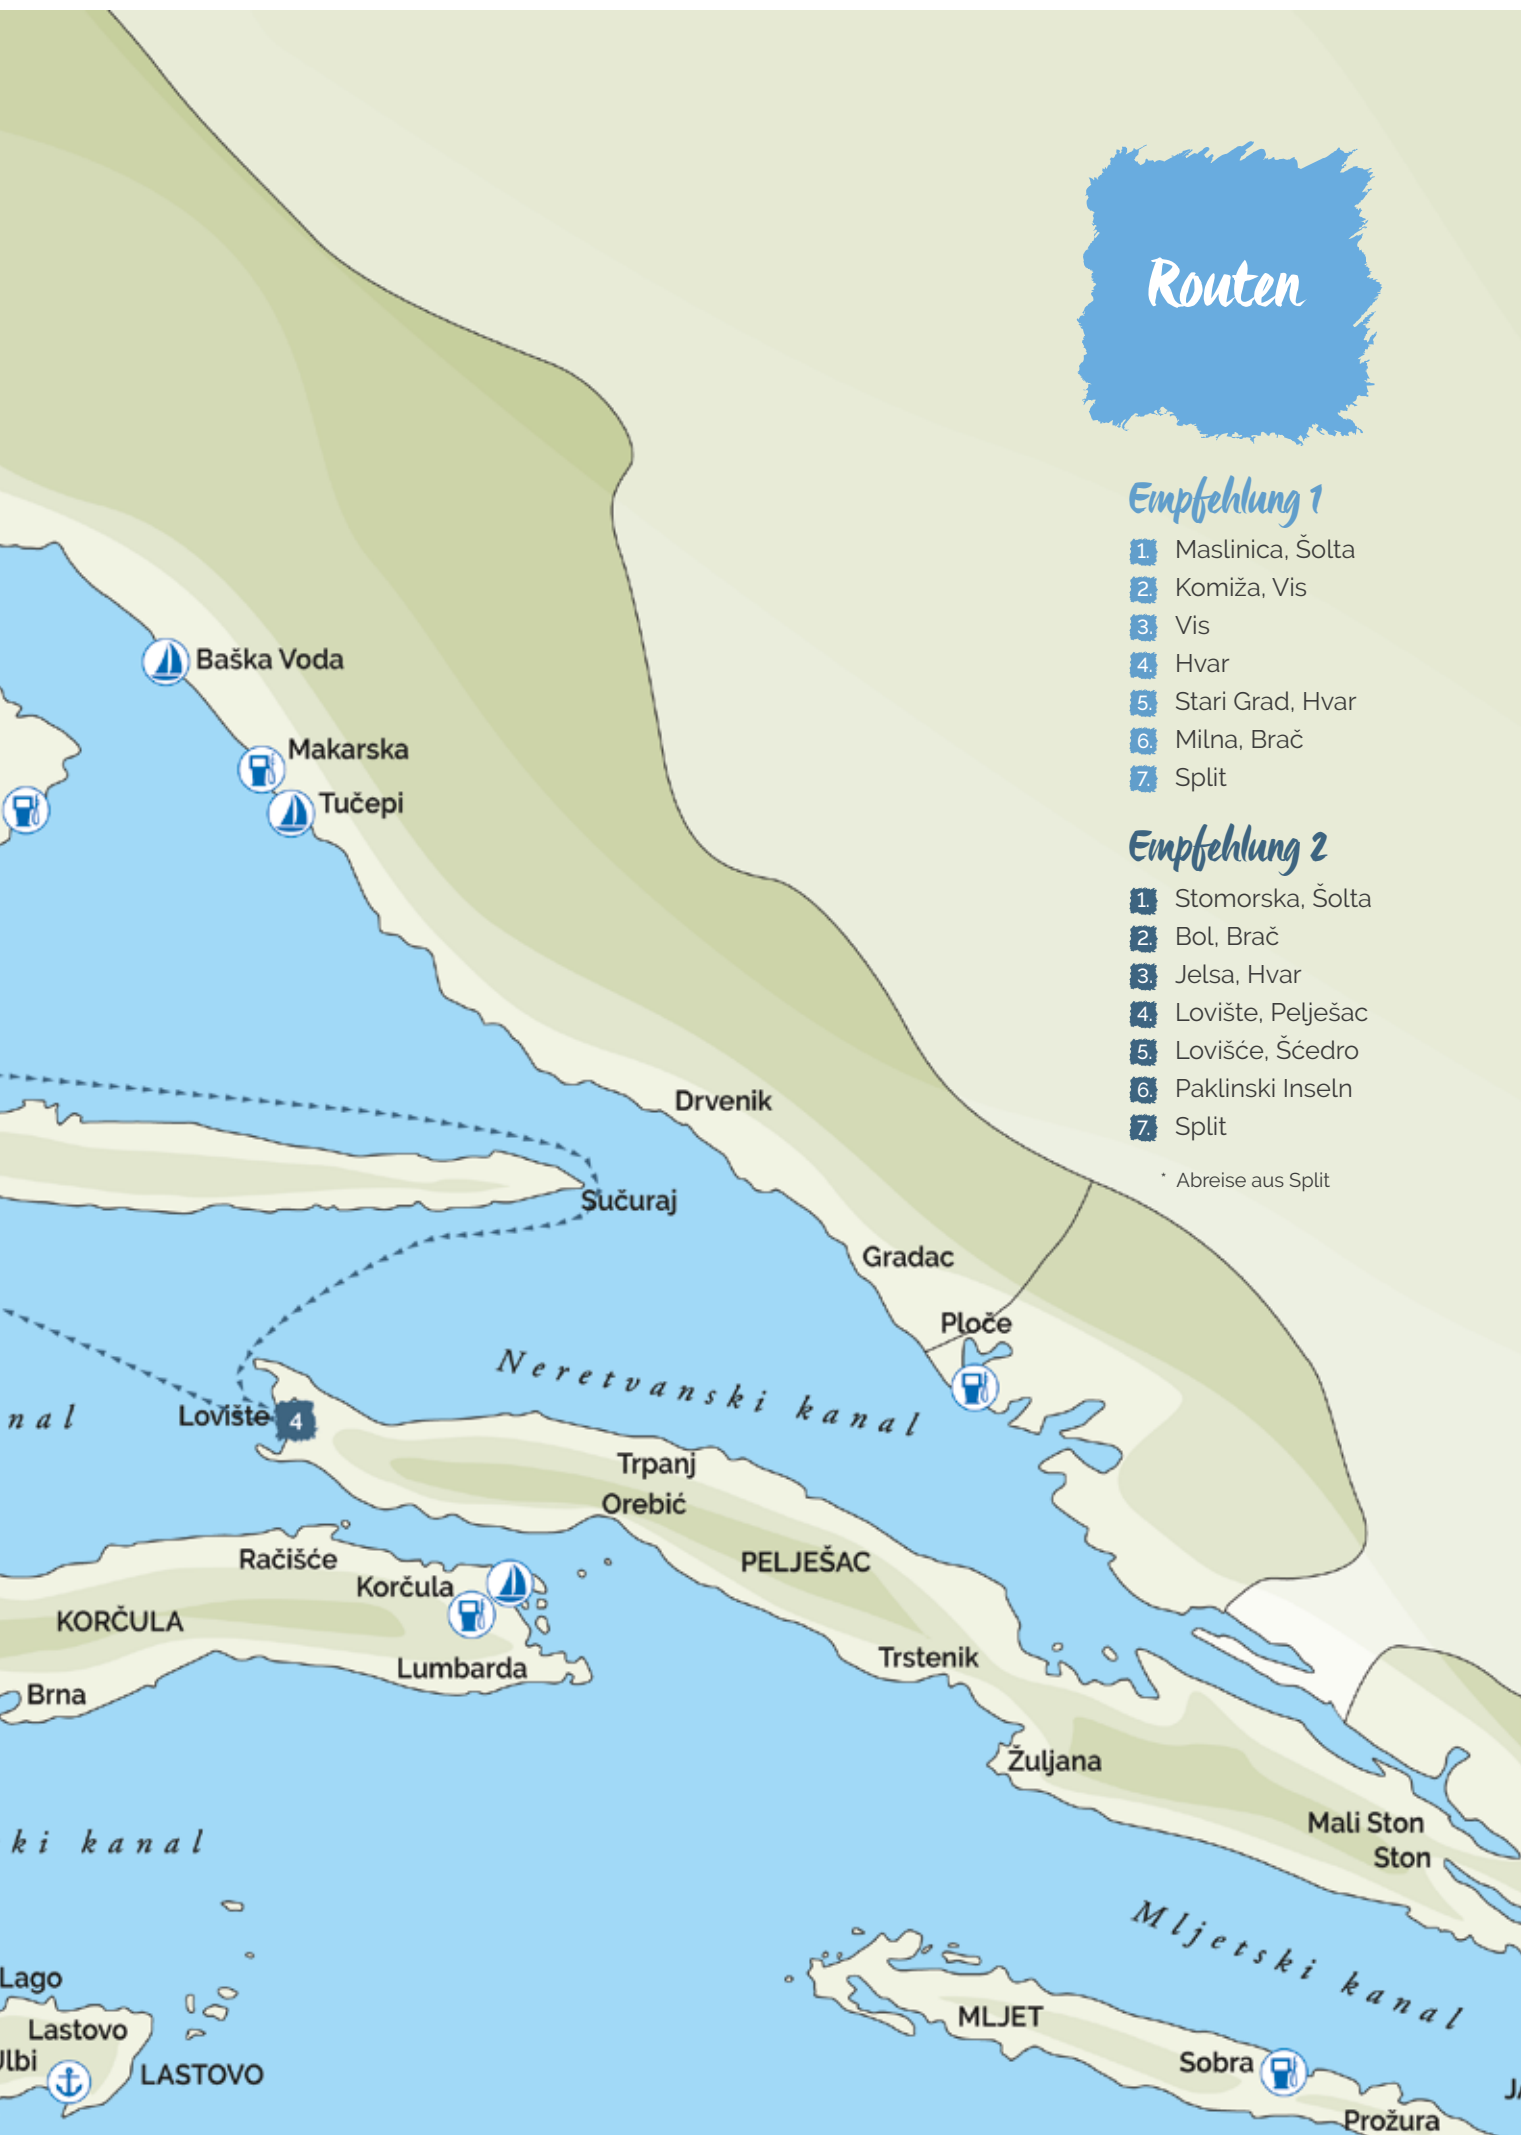 Routen
Empfehlung 1
1. Maslinica, Šolta
2. Komiža, Vis
3. Vis
4. Hvar
5. Stari Grad, Hvar
6. Milna, Brač
7. Split
Empfehlung 2
1. Stomorska, Šolta
2. Bol, Brač
3. Jelsa, Hvar
4. Lovište, Pelješac
5. Lovišće, Šćedro
6. Paklinski Inseln
7. Split
* Abreise aus Split
Baška Voda
Makarska
Tučepi
Drvenik
Sučuraj
Gradac
Ploče
Neretvanski kanal
nal
Lovište 4
Trpanj
Orebić
Račišće
PELJEŠAC
Korčula
KORČULA
Trstenik
Lumbarda
Brna
Žuljana
Mali Ston
Ston
ki kanal
Mljetski kanal
Lago
MLJET
Lastovo
Ulbi
Sobra
LASTOVO
JA
Prožura